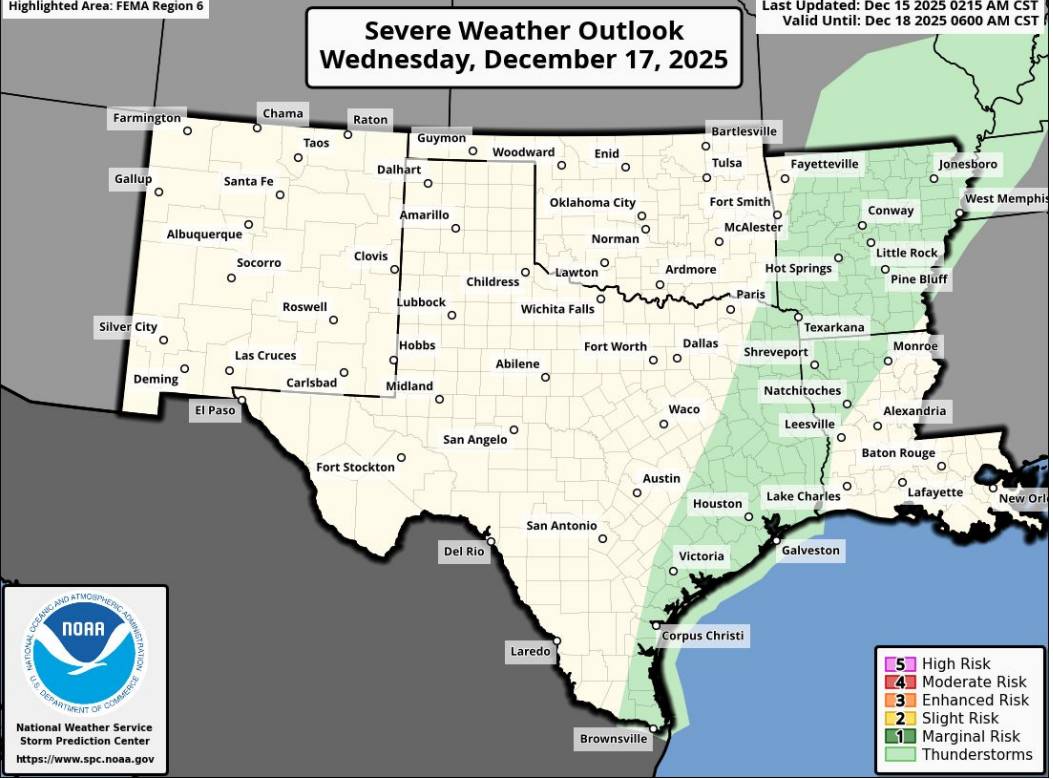 Highlighted Area: FEMA Region 6
Last Updated: Dec 15 2025 0215 AM CST
Valid Until: Dec 18 2025 0600 AM CST
Severe Weather Outlook
Wednesday, December 17, 2025
Farmington
Chama
Raton
Taos
Guymon
Bartlesville
Woodward
Enid
Tulsa
Fayetteville
Jonesboro
Gallup
Santa Fe
Dalhart
Oklahoma City
Fort Smith
West Memphis
Albuquerque
Amarillo
Norman
McAlester
Conway
Socorro
Clovis
Childress
Lawton
Ardmore
Hot Springs
Little Rock
Pine Bluff
Roswell
Lubbock
Wichita Falls
Paris
Silver City
Texarkana
Las Cruces
Hobbs
Abilene
Fort Worth
Dallas
Shreveport
Monroe
Deming
Carlsbad
Midland
Natchitoches
El Paso
Waco
Alexandria
San Angelo
Leesville
Fort Stockton
Baton Rouge
Austin
Houston
Lake Charles
Lafayette
New Orl
San Antonio
Del Rio
Victoria
Galveston
Laredo
Corpus Christi
Brownsville
NATIONAL OCEANIC AND ATMOSPHERIC ADMINISTRATION
NOAA
U.S. DEPARTMENT OF COMMERCE
National Weather Service
Storm Prediction Center
https://www.spc.noaa.gov
5 High Risk
4 Moderate Risk
3 Enhanced Risk
2 Slight Risk
1 Marginal Risk
Thunderstorms